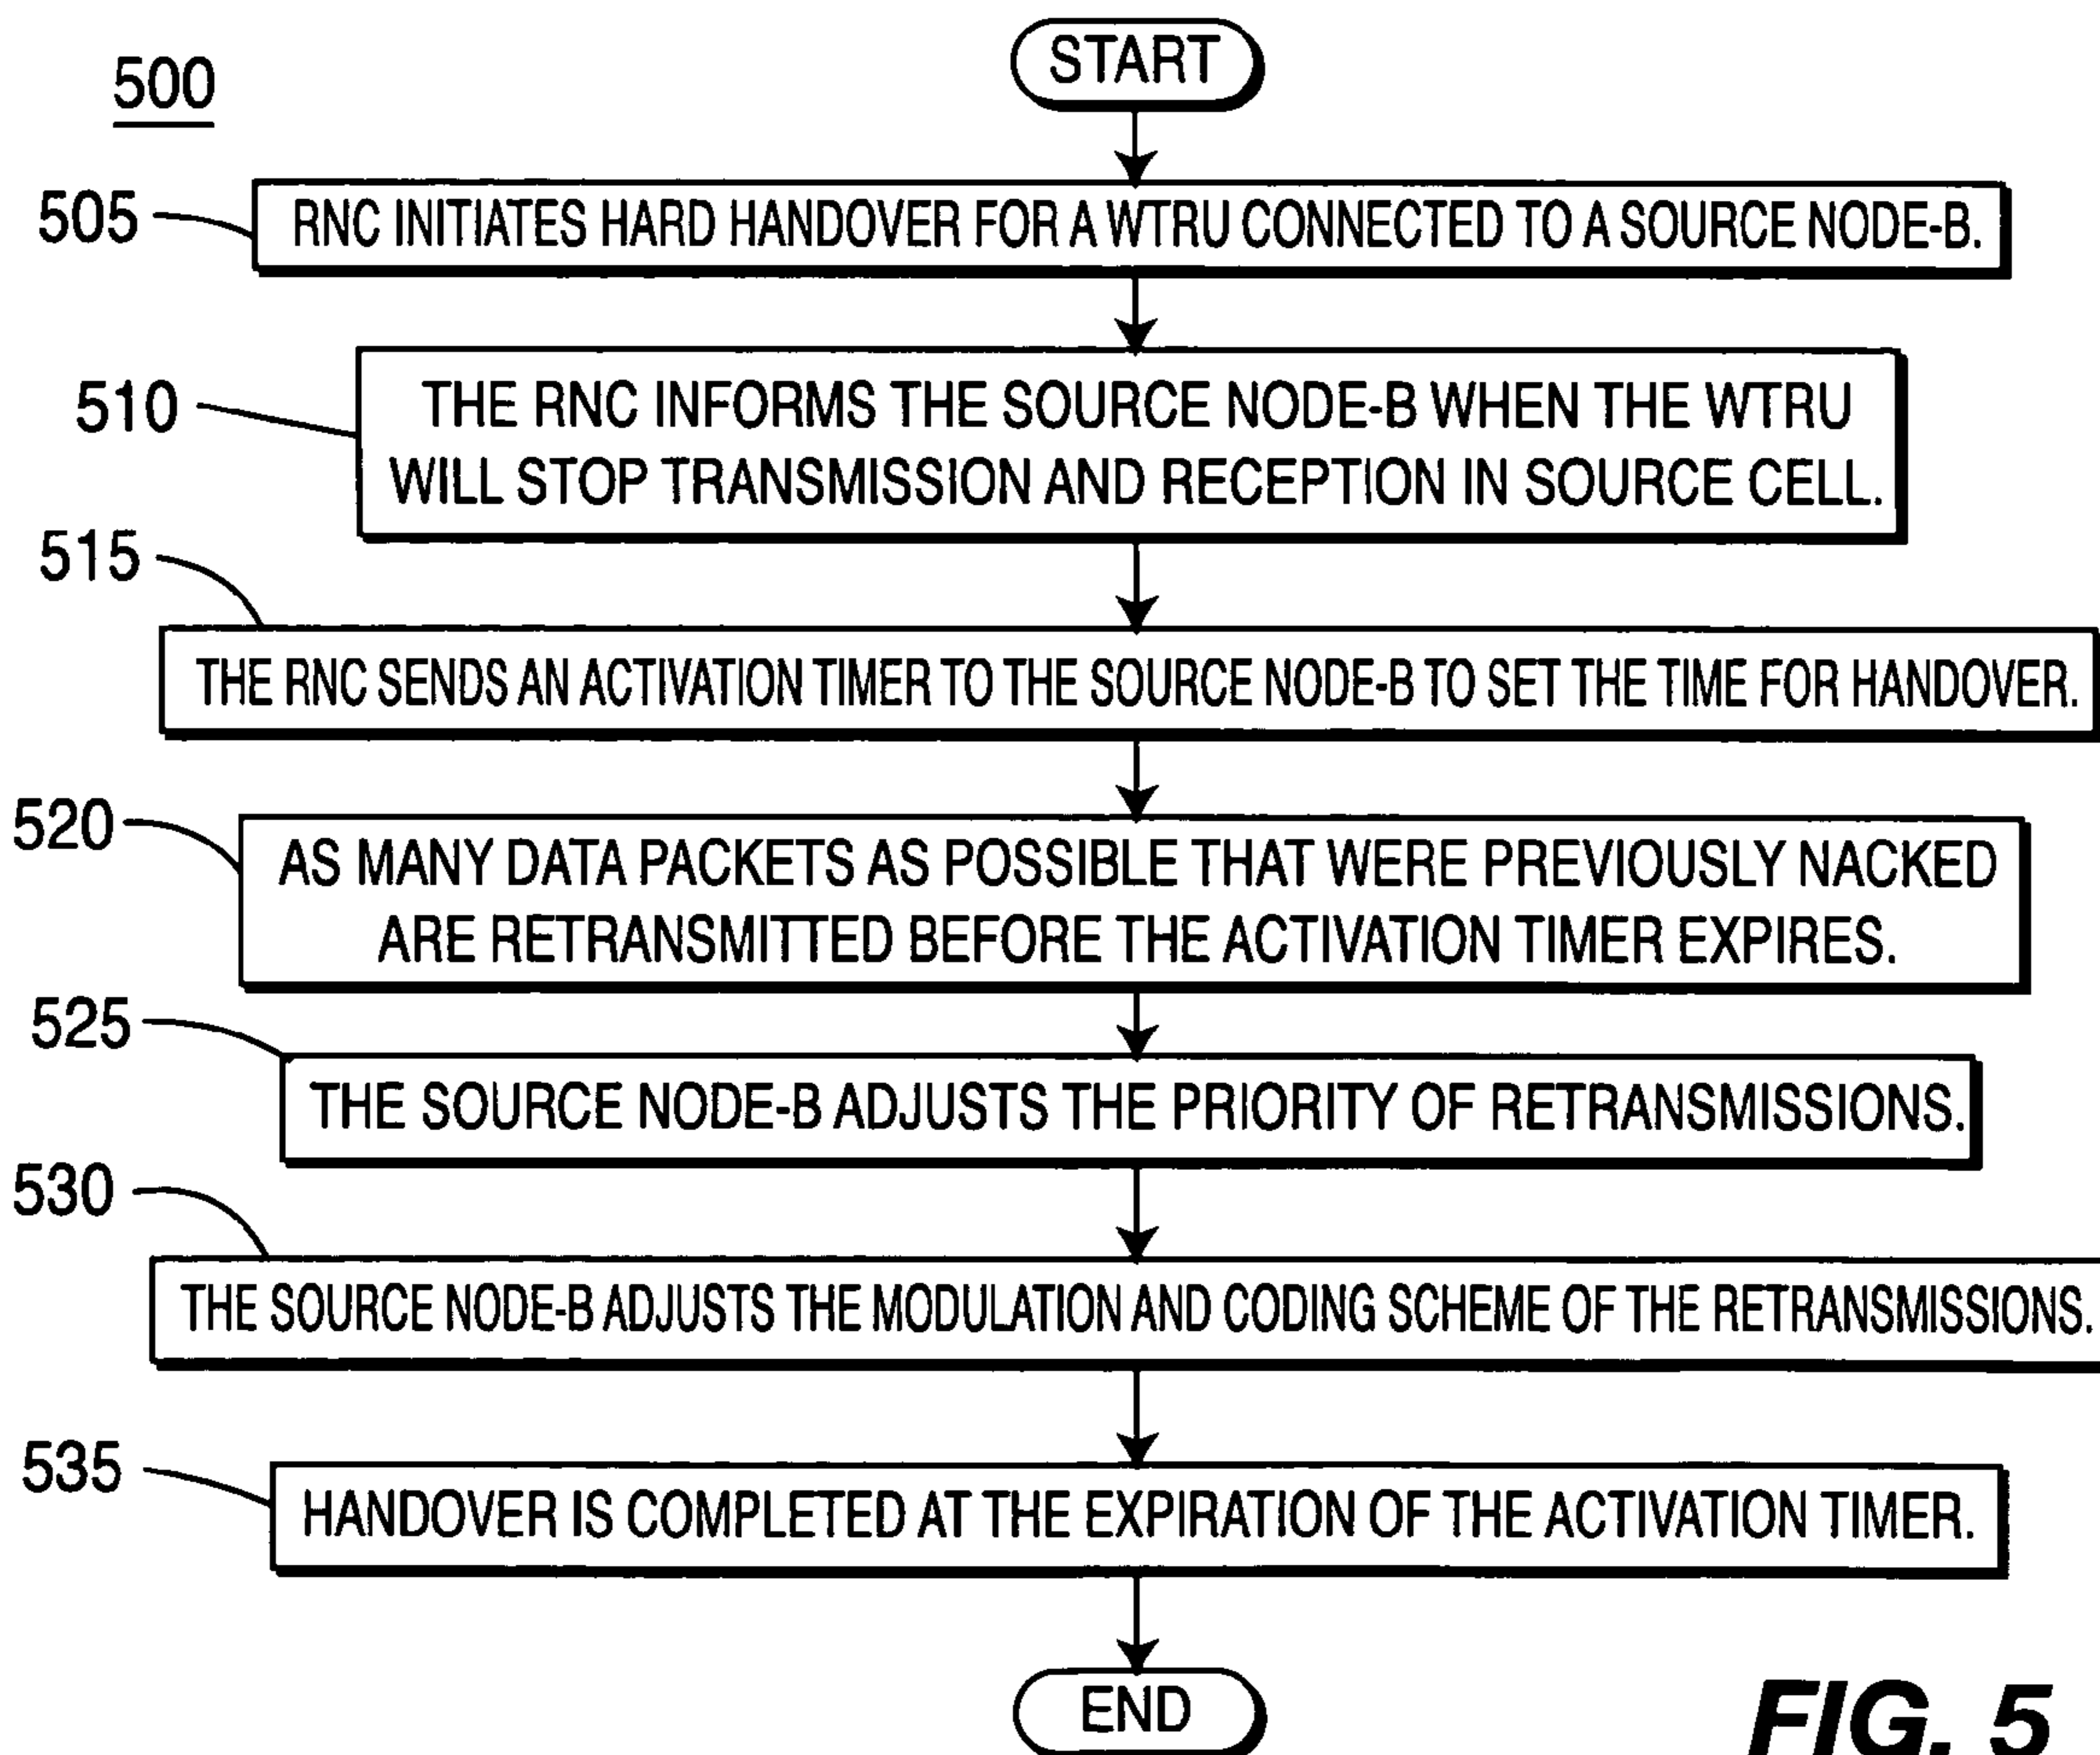 START
500
505
RNC INITIATES HARD HANDOVER FOR A WTRU CONNECTED TO A SOURCE NODE-B.
510
THE RNC INFORMS THE SOURCE NODE-B WHEN THE WTRU
WILL STOP TRANSMISSION AND RECEPTION IN SOURCE CELL.
515
THE RNC SENDS AN ACTIVATION TIMER TO THE SOURCE NODE-B TO SET THE TIME FOR HANDOVER.
520
AS MANY DATA PACKETS AS POSSIBLE THAT WERE PREVIOUSLY NACKED
ARE RETRANSMITTED BEFORE THE ACTIVATION TIMER EXPIRES.
525
THE SOURCE NODE-B ADJUSTS THE PRIORITY OF RETRANSMISSIONS.
530
THE SOURCE NODE-B ADJUSTS THE MODULATION AND CODING SCHEME OF THE RETRANSMISSIONS.
535
HANDOVER IS COMPLETED AT THE EXPIRATION OF THE ACTIVATION TIMER.
END
FIG. 5